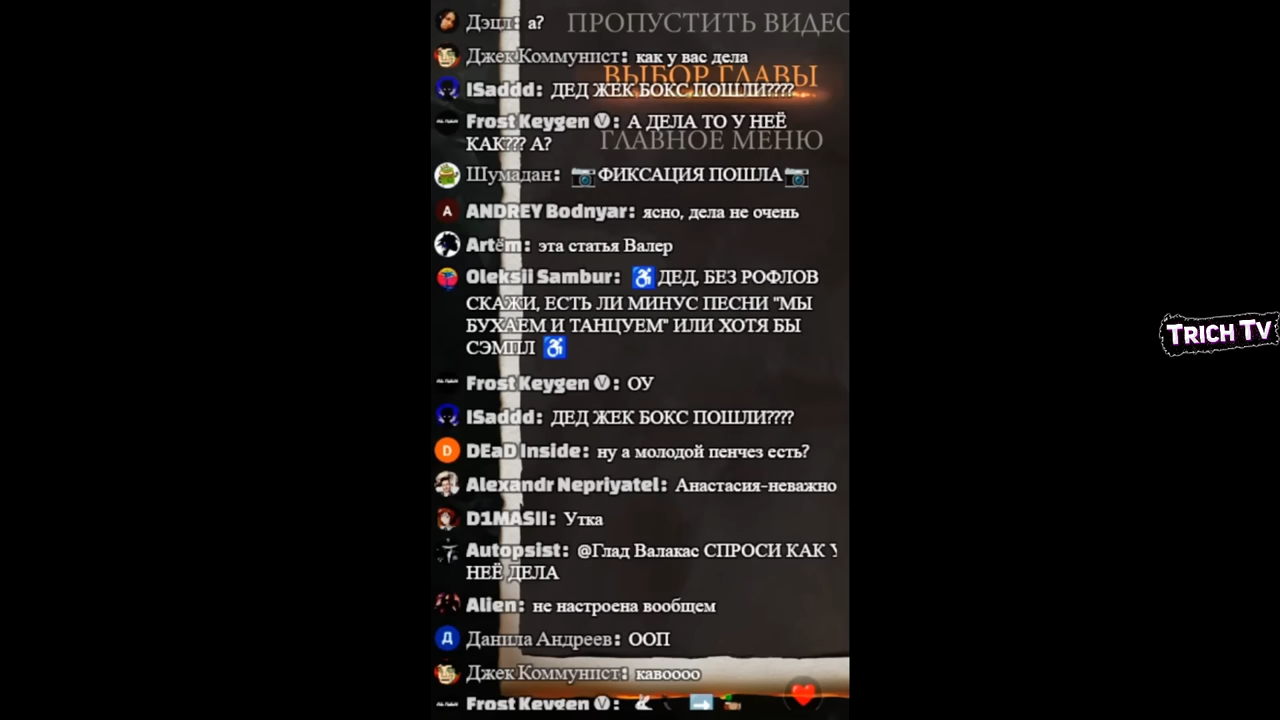 Дэцл: а?
ПРОПУСТИТЬ ВИДЕО
Джек Коммунист: как у вас дела
ВЫБОР ГЛАВЫ
ISaddd: ДЕД ЖЕК БОКС ПОШЛИ????
Frost Keygen Ⓥ: А ДЕЛА ТО У НЕЁ
КАК??? А?
ГЛАВНОЕ МЕНЮ
Шумадан: 📷ФИКСАЦИЯ ПОШЛА📷
A
ANDREY Bodnyar: ясно, дела не очень
Artёm: эта статья Валер
Oleksii Sambur: ♿ДЕД, БЕЗ РОФЛОВ
СКАЖИ, ЕСТЬ ЛИ МИНУС ПЕСНИ "МЫ
БУХАЕМ И ТАНЦУЕМ" ИЛИ ХОТЯ БЫ
СЭМПЛ ♿
TRICH TV
Frost Keygen Ⓥ: ОУ
ISaddd: ДЕД ЖЕК БОКС ПОШЛИ????
D
DEaD Inside: ну а молодой пенчез есть?
Alexandr Nepriyatel: Анастасия-неважно
D1MASII: Утка
Autopsist: @Глад Валакас СПРОСИ КАК У
НЕЁ ДЕЛА
Alien: не настроена вообщем
Д
Данила Андреев: ООП
Джек Коммунист: кавоооо
Frost Keygen Ⓥ: